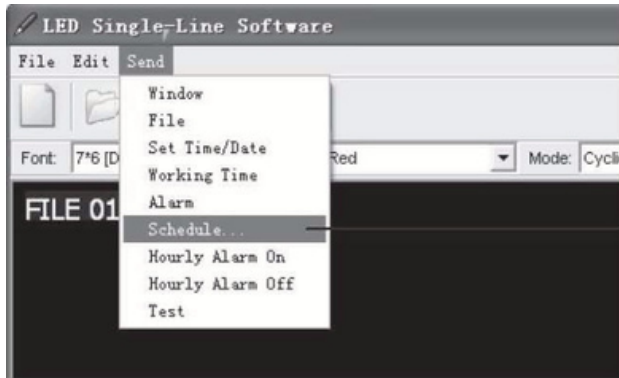 LED Single-Line Software
File Edit Send
Window
File
Set Time/Date
Working Time
Alarm
Schedule...
Hourly Alarm On
Hourly Alarm Off
Test
Font: 7*6 [D Red Mode: Cycli
FILE 01